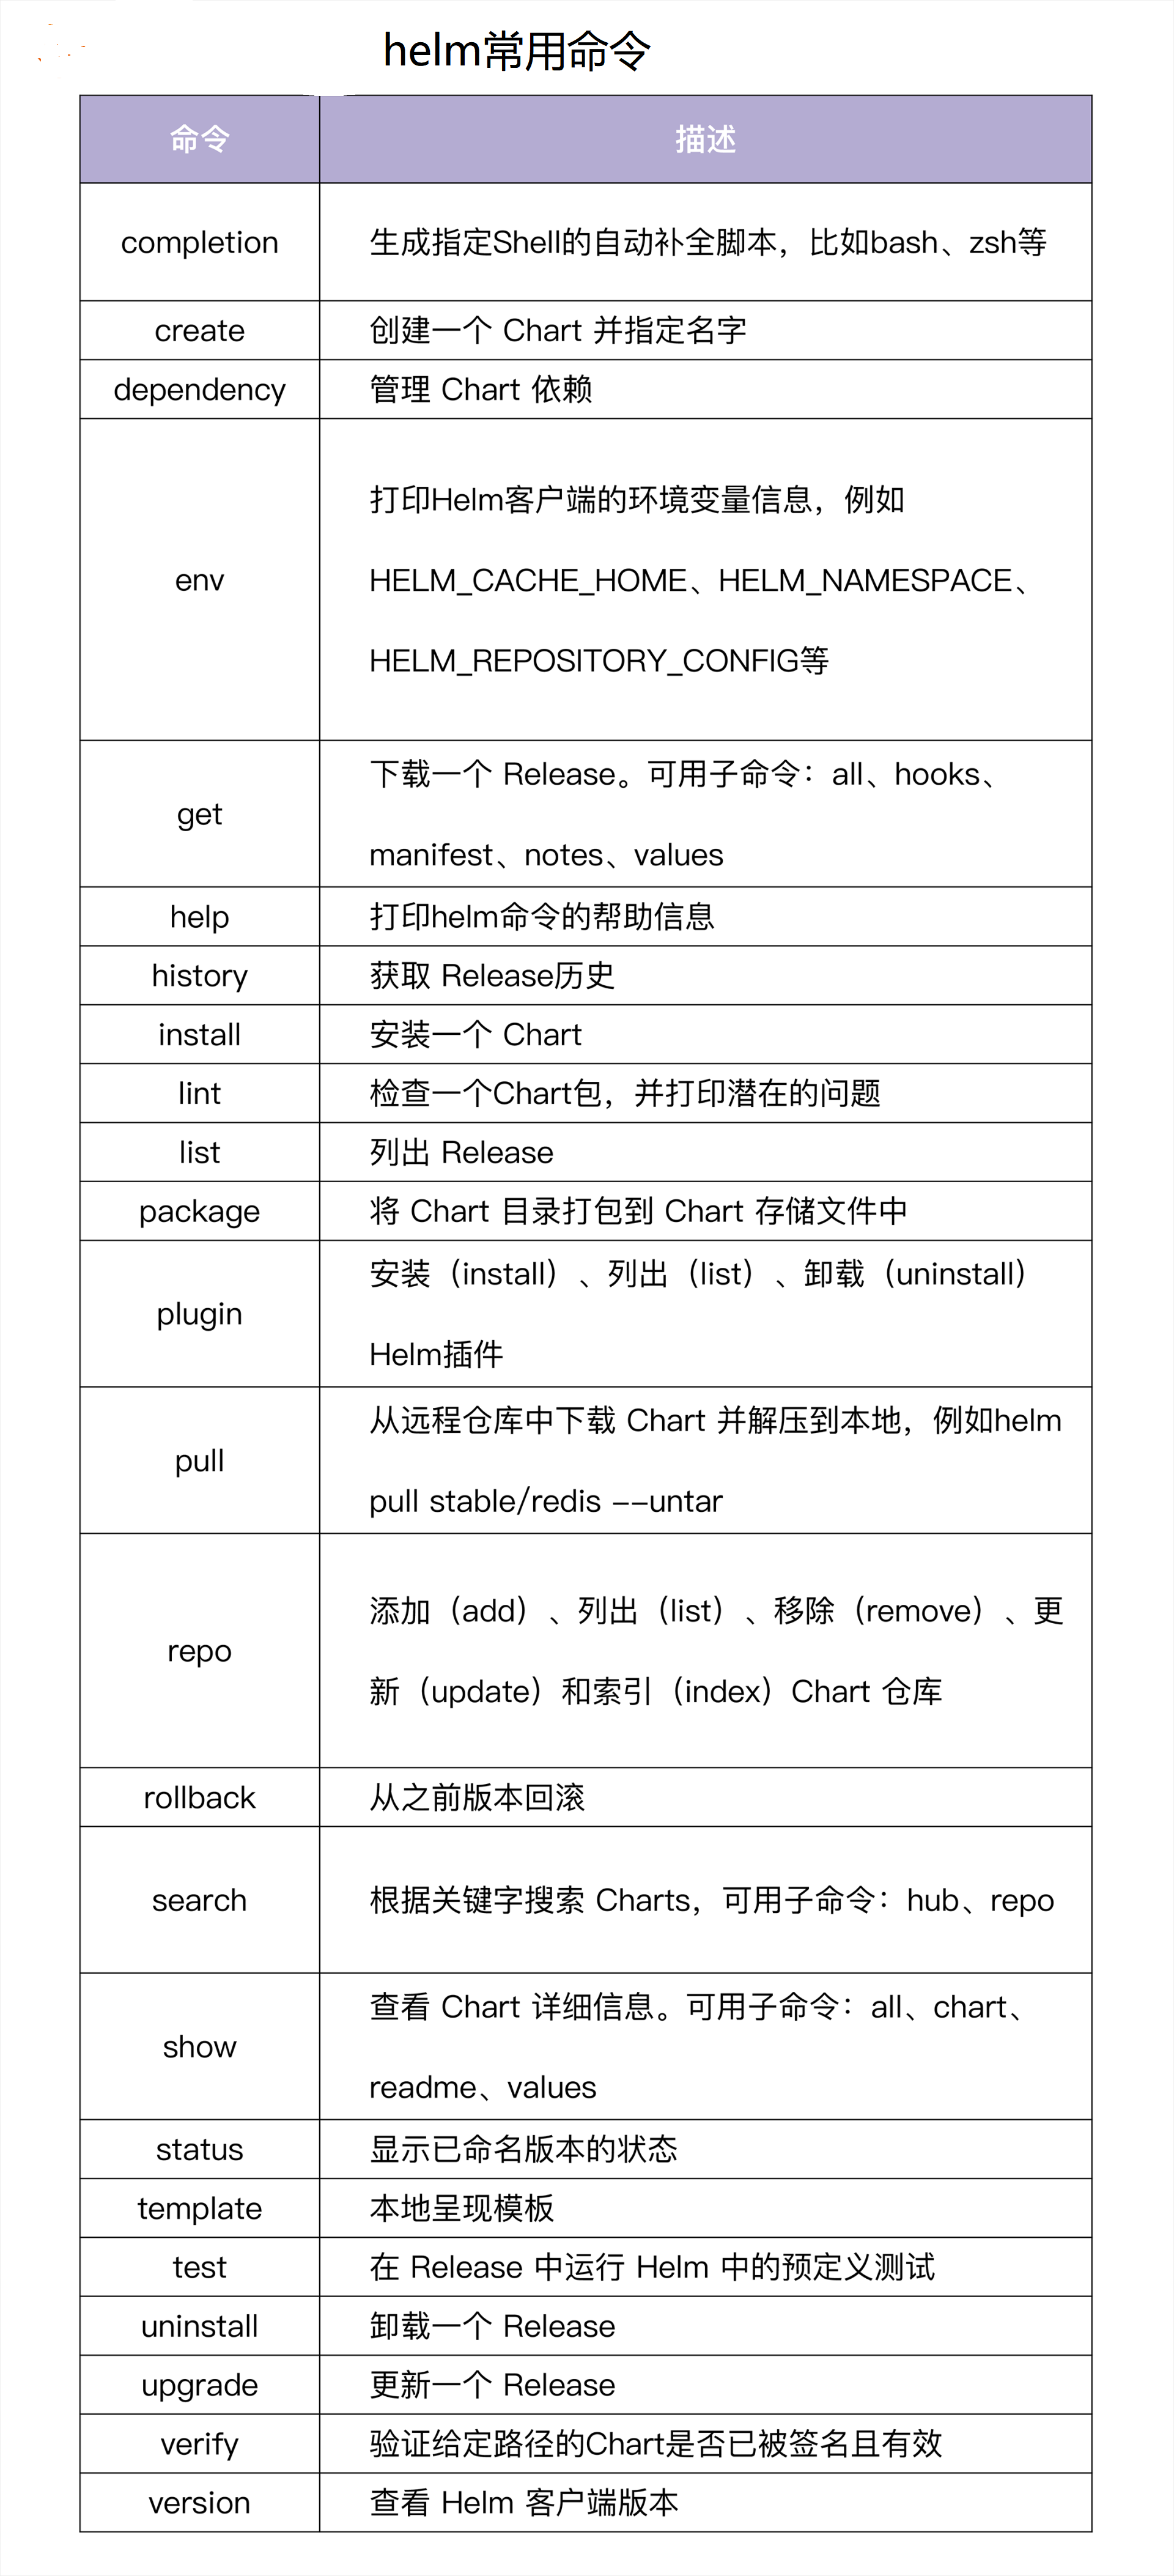 helm常用命令
命令
描述
completion
生成指定Shell的自动补全脚本，比如bash、zsh等
create
创建一个 Chart 并指定名字
dependency
管理 Chart 依赖
env
打印Helm客户端的环境变量信息，例如
HELM_CACHE_HOME、HELM_NAMESPACE、
HELM_REPOSITORY_CONFIG等
get
下载一个 Release。可用子命令：all、hooks、
manifest、notes、values
help
打印helm命令的帮助信息
history
获取 Release历史
install
安装一个 Chart
lint
检查一个Chart包，并打印潜在的问题
list
列出 Release
package
将 Chart 目录打包到 Chart 存储文件中
plugin
安装（install）、列出（list）、卸载（uninstall）
Helm插件
pull
从远程仓库中下载 Chart 并解压到本地，例如helm
pull stable/redis --untar
repo
添加（add）、列出（list）、移除（remove）、更
新（update）和索引（index）Chart 仓库
rollback
从之前版本回滚
search
根据关键字搜索 Charts，可用子命令：hub、repo
show
查看 Chart 详细信息。可用子命令：all、chart、
readme、values
status
显示已命名版本的状态
template
本地呈现模板
test
在 Release 中运行 Helm 中的预定义测试
uninstall
卸载一个 Release
upgrade
更新一个 Release
verify
验证给定路径的Chart是否已被签名且有效
version
查看 Helm 客户端版本